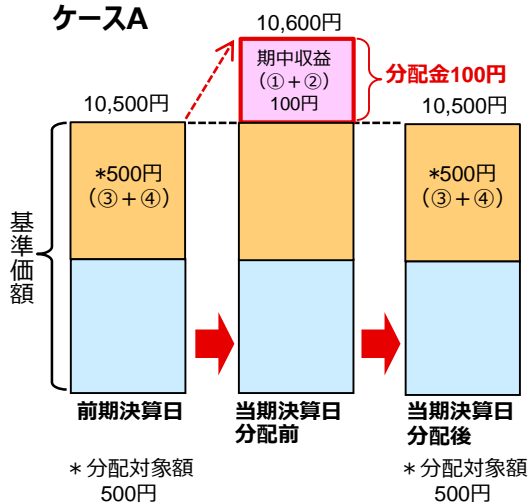 ケースA
10,600円
期中収益
（①＋②）
100円
分配金100円
10,500円
10,500円
*500円
（③＋④）
*500円
（③＋④）
基準価額
前期決算日
当期決算日
分配前
当期決算日
分配後
＊分配対象額
500円
＊分配対象額
500円